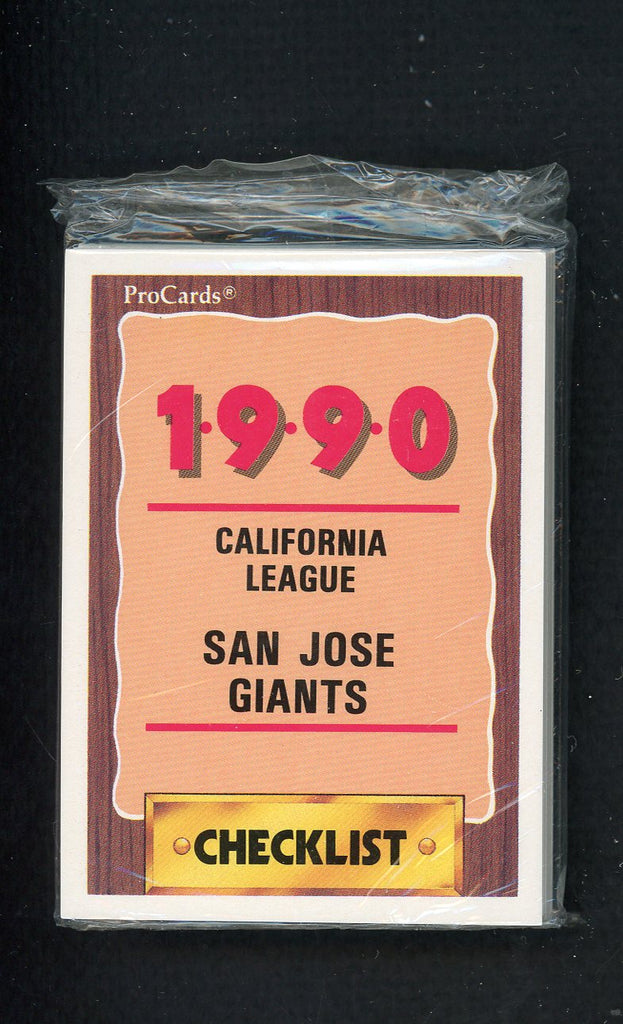 ProCards®
1·9·9·0
CALIFORNIA
LEAGUE
SAN JOSE
GIANTS
CHECKLIST